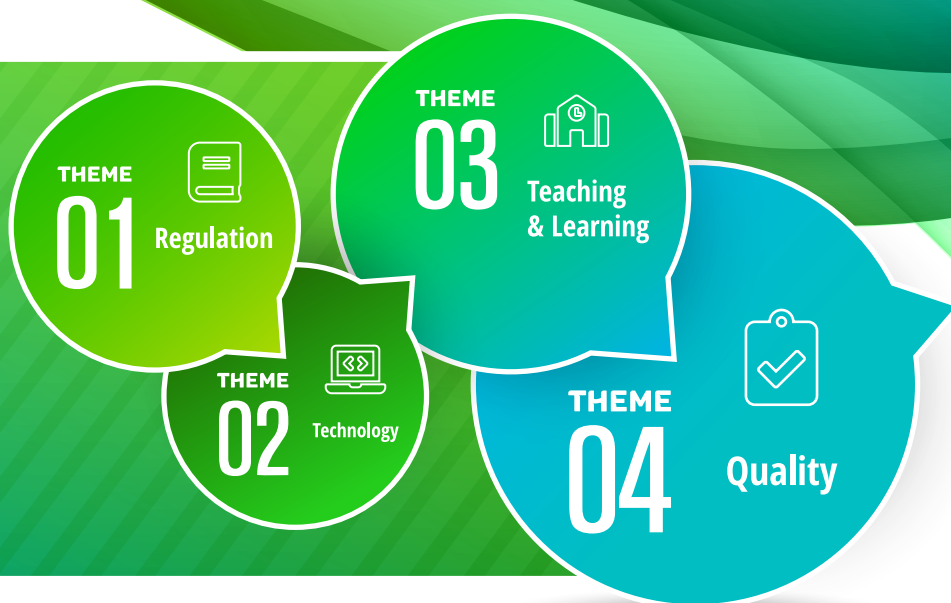 THEME
01
Regulation
THEME
02
Technology
THEME
03
Teaching
& Learning
THEME
04
Quality